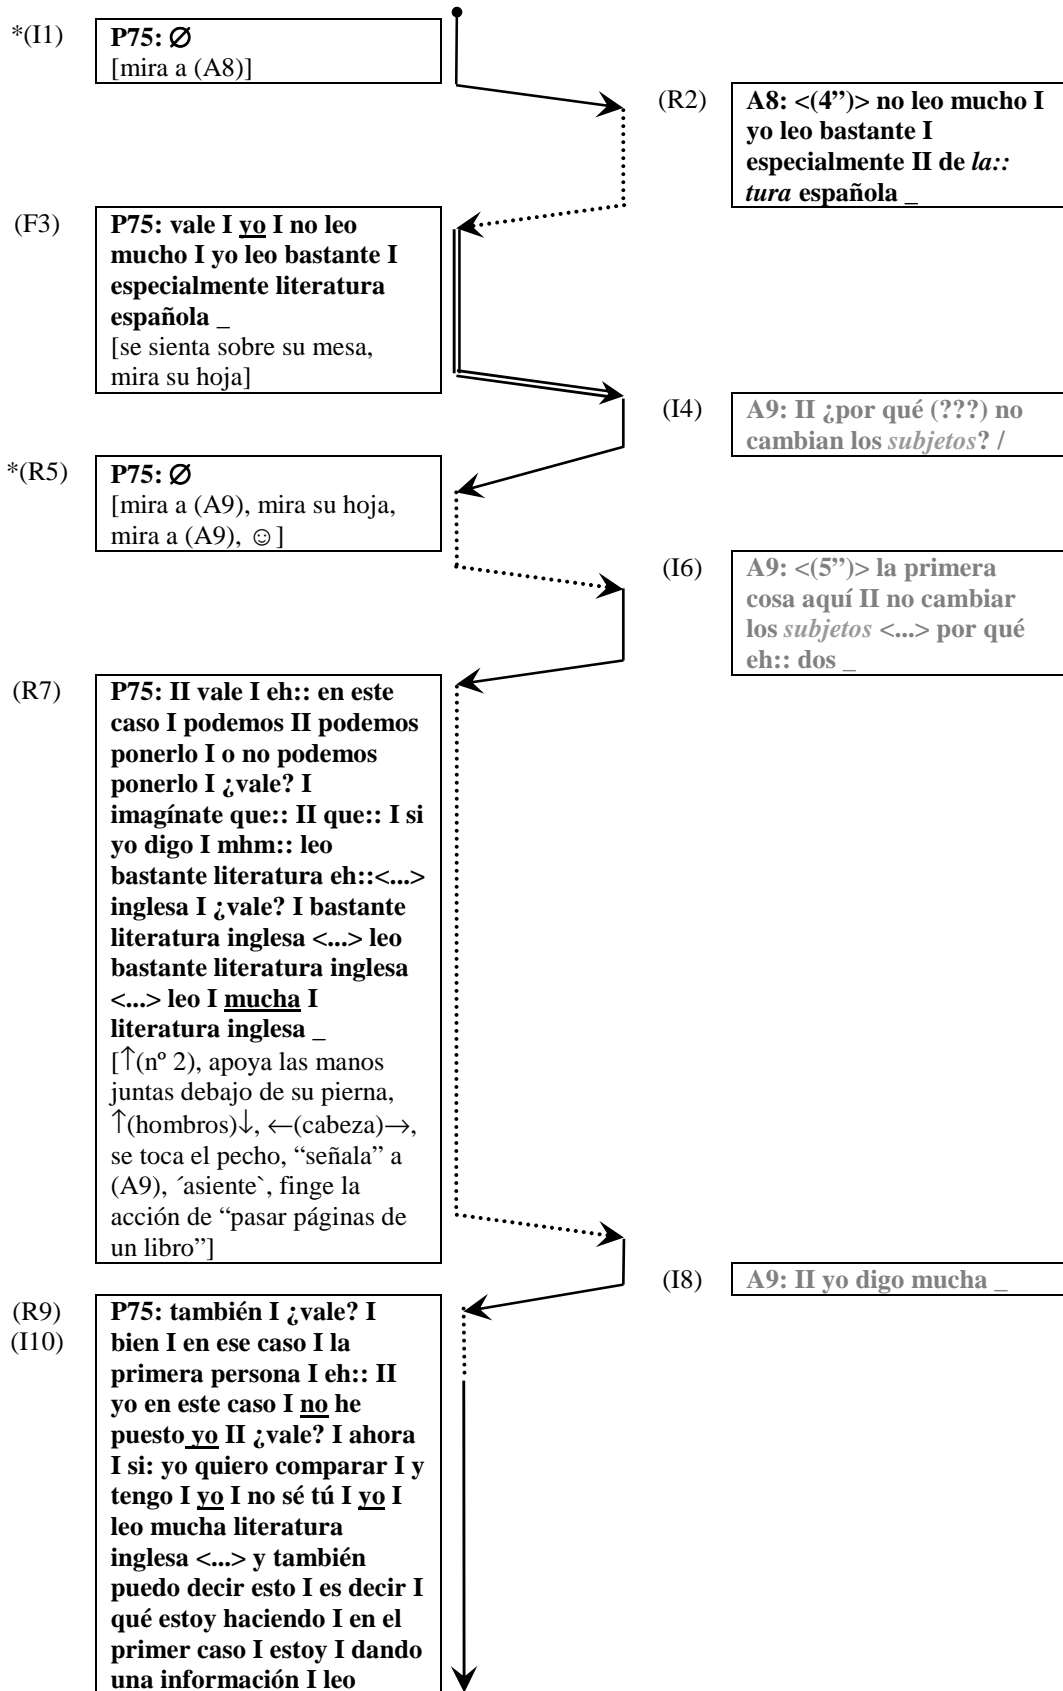 *(I1)
P75: Ø
[mira a (A8)]
(R2)
A8: <(4”)> no leo mucho I
yo leo bastante I
especialmente II de la::
tura española _
(F3)
P75: vale I yo I no leo
mucho I yo leo bastante I
especialmente literatura
española _
[se sienta sobre su mesa,
mira su hoja]
(I4)
A9: II ¿por qué (???) no
cambian los subjetos? /
*(R5)
P75: Ø
[mira a (A9), mira su hoja,
mira a (A9), ☺]
(I6)
A9: <(5”)> la primera
cosa aquí II no cambiar
los subjetos <...> por qué
eh:: dos _
(R7)
P75: II vale I eh:: en este
caso I podemos II podemos
ponerlo I o no podemos
ponerlo I ¿vale? I
imagínate que:: II que:: I si
yo digo I mhm:: leo
bastante literatura eh::<...>
inglesa I ¿vale? I bastante
literatura inglesa <...> leo
bastante literatura inglesa
<...> leo I mucha I
literatura inglesa _
[↑(nº 2), apoya las manos
juntas debajo de su pierna,
↑(hombros)↓, ←(cabeza)→,
se toca el pecho, “señala” a
(A9), ´asiente`, finge la
acción de “pasar páginas de
un libro”]
(I8)
A9: II yo digo mucha _
(R9)
(I10)
P75: también I ¿vale? I
bien I en ese caso I la
primera persona I eh:: II
yo en este caso I no he
puesto yo II ¿vale? I ahora
I si: yo quiero comparar I y
tengo I yo I no sé tú I yo I
leo mucha literatura
inglesa <...> y también
puedo decir esto I es decir I
qué estoy haciendo I en el
primer caso I estoy I dando
una información I leo